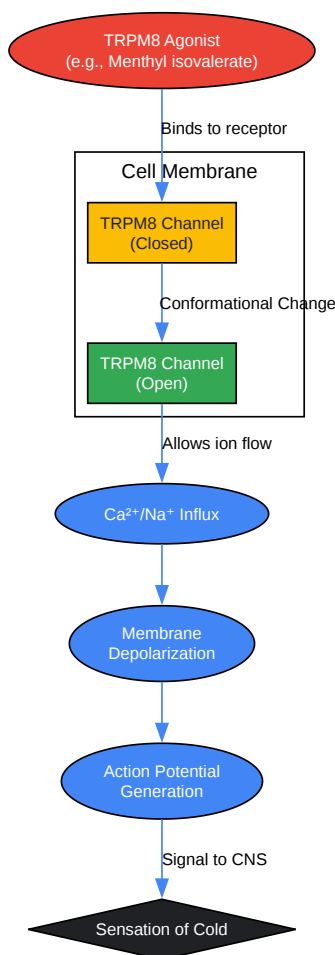 TRPM8 Agonist
(e.g., Menthyl isovalerate)
Binds to receptor
Cell Membrane
TRPM8 Channel
(Closed)
Conformational Change
TRPM8 Channel
(Open)
Allows ion flow
Ca²⁺/Na⁺ Influx
Membrane
Depolarization
Action Potential
Generation
Signal to CNS
Sensation of Cold